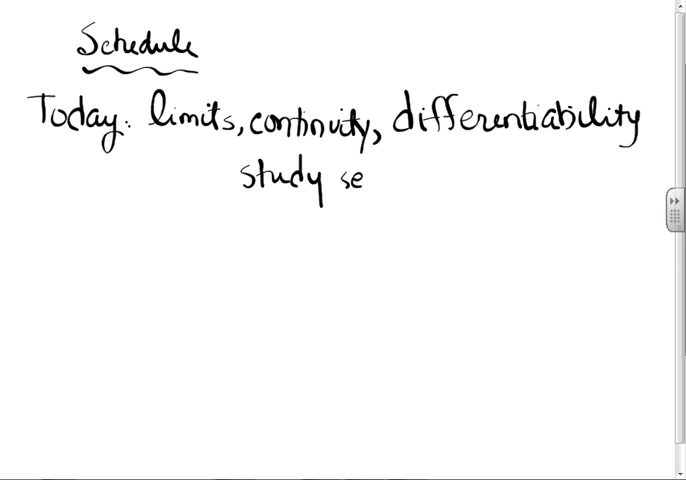 Schedule
Today: limits, continuity, differentiability
study se